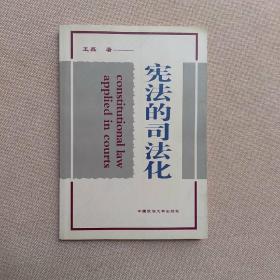 王磊 著
宪法的司法化
constitutional law
applied in courts
中国政法大学出版社